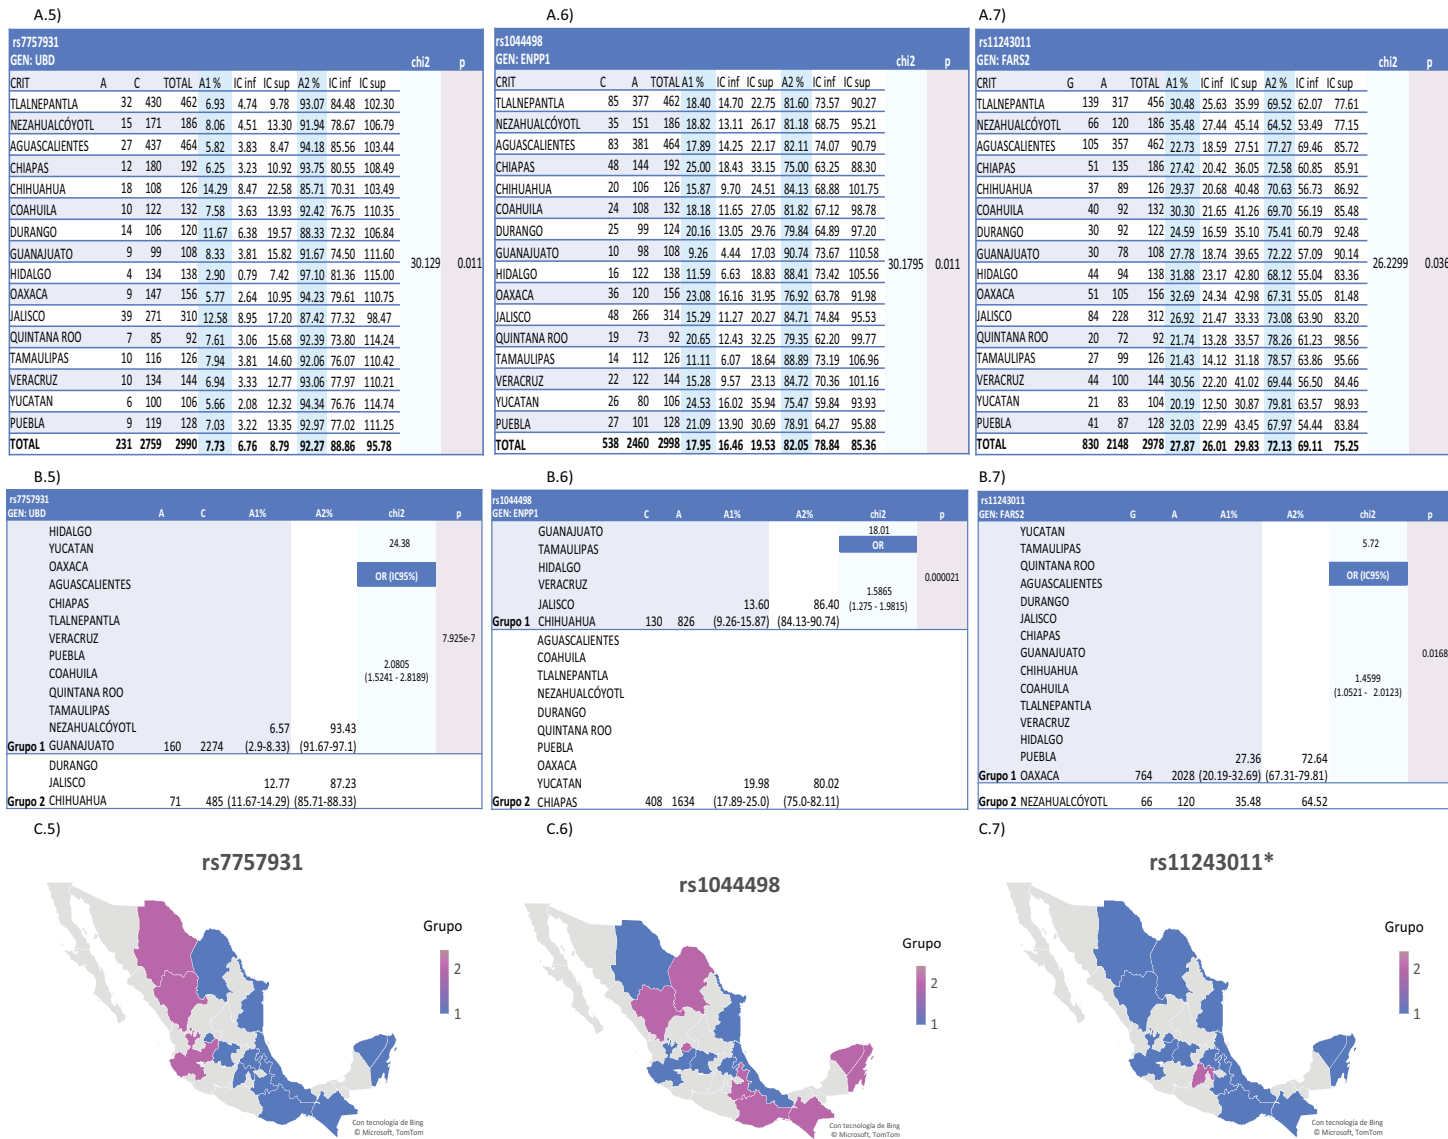 A.5)
rs7757931
GEN: UBD chi2 p
CRIT A C TOTAL A1 % IC inf IC sup A2 % IC inf IC sup
TLALNEPANTLA 32 430 462 6.93 4.74 9.78 93.07 84.48 102.30
NEZAHUALCÓYOTL 15 171 186 8.06 4.51 13.30 91.94 78.67 106.79
AGUASCALIENTES 27 437 464 5.82 3.83 8.47 94.18 85.56 103.44
CHIAPAS 12 180 192 6.25 3.23 10.92 93.75 80.55 108.49
CHIHUAHUA 18 108 126 14.29 8.47 22.58 85.71 70.31 103.49
COAHUILA 10 122 132 7.58 3.63 13.93 92.42 76.75 110.35
DURANGO 14 106 120 11.67 6.38 19.57 88.33 72.32 106.84
GUANAJUATO 9 99 108 8.33 3.81 15.82 91.67 74.50 111.60
HIDALGO 4 134 138 2.90 0.79 7.42 97.10 81.36 115.00
30.129 0.011
OAXACA 9 147 156 5.77 2.64 10.95 94.23 79.61 110.75
JALISCO 39 271 310 12.58 8.95 17.20 87.42 77.32 98.47
QUINTANA ROO 7 85 92 7.61 3.06 15.68 92.39 73.80 114.24
TAMAULIPAS 10 116 126 7.94 3.81 14.60 92.06 76.07 110.42
VERACRUZ 10 134 144 6.94 3.33 12.77 93.06 77.97 110.21
YUCATAN 6 100 106 5.66 2.08 12.32 94.34 76.76 114.74
PUEBLA 9 119 128 7.03 3.22 13.35 92.97 77.02 111.25
TOTAL 231 2759 2990 7.73 6.76 8.79 92.27 88.86 95.78
A.6)
rs1044498
GEN: ENPP1 chi2 p
CRIT C A TOTAL A1 % IC inf IC sup A2 % IC inf IC sup
TLALNEPANTLA 85 377 462 18.40 14.70 22.75 81.60 73.57 90.27
NEZAHUALCÓYOTL 35 151 186 18.82 13.11 26.17 81.18 68.75 95.21
AGUASCALIENTES 83 381 464 17.89 14.25 22.17 82.11 74.07 90.79
CHIAPAS 48 144 192 25.00 18.43 33.15 75.00 63.25 88.30
CHIHUAHUA 20 106 126 15.87 9.70 24.51 84.13 68.88 101.75
COAHUILA 24 108 132 18.18 11.65 27.05 81.82 67.12 98.78
DURANGO 25 99 124 20.16 13.05 29.76 79.84 64.89 97.20
GUANAJUATO 10 98 108 9.26 4.44 17.03 90.74 73.67 110.58
30.1795 0.011
HIDALGO 16 122 138 11.59 6.63 18.83 88.41 73.42 105.56
OAXACA 36 120 156 23.08 16.16 31.95 76.92 63.78 91.98
JALISCO 48 266 314 15.29 11.27 20.27 84.71 74.84 95.53
QUINTANA ROO 19 73 92 20.65 12.43 32.25 79.35 62.20 99.77
TAMAULIPAS 14 112 126 11.11 6.07 18.64 88.89 73.19 106.96
VERACRUZ 22 122 144 15.28 9.57 23.13 84.72 70.36 101.16
YUCATAN 26 80 106 24.53 16.02 35.94 75.47 59.84 93.93
PUEBLA 27 101 128 21.09 13.90 30.69 78.91 64.27 95.88
TOTAL 538 2460 2998 17.95 16.46 19.53 82.05 78.84 85.36
A.7)
rs11243011
GEN: FARS2 chi2 p
CRIT G A TOTAL A1 % IC inf IC sup A2 % IC inf IC sup
TLALNEPANTLA 139 317 456 30.48 25.63 35.99 69.52 62.07 77.61
NEZAHUALCÓYOTL 66 120 186 35.48 27.44 45.14 64.52 53.49 77.15
AGUASCALIENTES 105 357 462 22.73 18.59 27.51 77.27 69.46 85.72
CHIAPAS 51 135 186 27.42 20.42 36.05 72.58 60.85 85.91
CHIHUAHUA 37 89 126 29.37 20.68 40.48 70.63 56.73 86.92
COAHUILA 40 92 132 30.30 21.65 41.26 69.70 56.19 85.48
DURANGO 30 92 122 24.59 16.59 35.10 75.41 60.79 92.48
GUANAJUATO 30 78 108 27.78 18.74 39.65 72.22 57.09 90.14
26.2299 0.036
HIDALGO 44 94 138 31.88 23.17 42.80 68.12 55.04 83.36
OAXACA 51 105 156 32.69 24.34 42.98 67.31 55.05 81.48
JALISCO 84 228 312 26.92 21.47 33.33 73.08 63.90 83.20
QUINTANA ROO 20 72 92 21.74 13.28 33.57 78.26 61.23 98.56
TAMAULIPAS 27 99 126 21.43 14.12 31.18 78.57 63.86 95.66
VERACRUZ 44 100 144 30.56 22.20 41.02 69.44 56.50 84.46
YUCATAN 21 83 104 20.19 12.50 30.87 79.81 63.57 98.93
PUEBLA 41 87 128 32.03 22.99 43.45 67.97 54.44 83.84
TOTAL 830 2148 2978 27.87 26.01 29.83 72.13 69.11 75.25
B.5)
rs7757931
GEN: UBD A C A1% A2% chi2 p
HIDALGO
YUCATAN 24.38
OAXACA
AGUASCALIENTES OR (IC95%)
CHIAPAS
TLALNEPANTLA
VERACRUZ 7.925e-7
PUEBLA
COAHUILA 2.0805
(1.5241 - 2.8189)
QUINTANA ROO
TAMAULIPAS
NEZAHUALCÓYOTL 6.57 93.43
Grupo 1 GUANAJUATO 160 2274 (2.9-8.33) (91.67-97.1)
DURANGO
JALISCO 12.77 87.23
Grupo 2 CHIHUAHUA 71 485 (11.67-14.29) (85.71-88.33)
B.6)
rs1044498
GEN: ENPP1 C A A1% A2% chi2 p
GUANAJUATO 18.01
TAMAULIPAS OR
HIDALGO
VERACRUZ 0.000021
1.5865
JALISCO 13.60 86.40 (1.275 - 1.9815)
Grupo 1 CHIHUAHUA 130 826 (9.26-15.87) (84.13-90.74)
AGUASCALIENTES
COAHUILA
TLALNEPANTLA
NEZAHUALCÓYOTL
DURANGO
QUINTANA ROO
PUEBLA
OAXACA
YUCATAN 19.98 80.02
Grupo 2 CHIAPAS 408 1634 (17.89-25.0) (75.0-82.11)
B.7)
rs11243011
GEN: FARS2 G A A1% A2% chi2 p
YUCATAN
TAMAULIPAS 5.72
QUINTANA ROO
AGUASCALIENTES OR (IC95%)
DURANGO
JALISCO
CHIAPAS
GUANAJUATO 0.0168
CHIHUAHUA
COAHUILA 1.4599
(1.0521 - 2.0123)
TLALNEPANTLA
VERACRUZ
HIDALGO
PUEBLA 27.36 72.64
Grupo 1 OAXACA 764 2028 (20.19-32.69) (67.31-79.81)
Grupo 2 NEZAHUALCÓYOTL 66 120 35.48 64.52
C.5)
rs7757931
Grupo
2
1
Con tecnología de Bing
© Microsoft, TomTom
C.6)
rs1044498
Grupo
2
1
Con tecnología de Bing
© Microsoft, TomTom
C.7)
rs11243011*
Grupo
2
1
Con tecnología de Bing
© Microsoft, TomTom